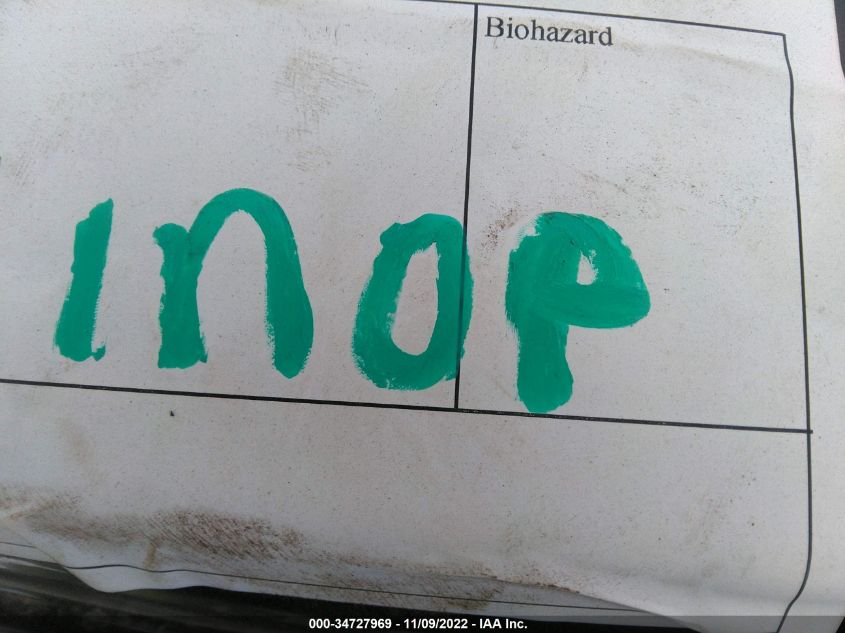 Biohazard
INOP
000-34727969 - 11/09/2022 - IAA Inc.